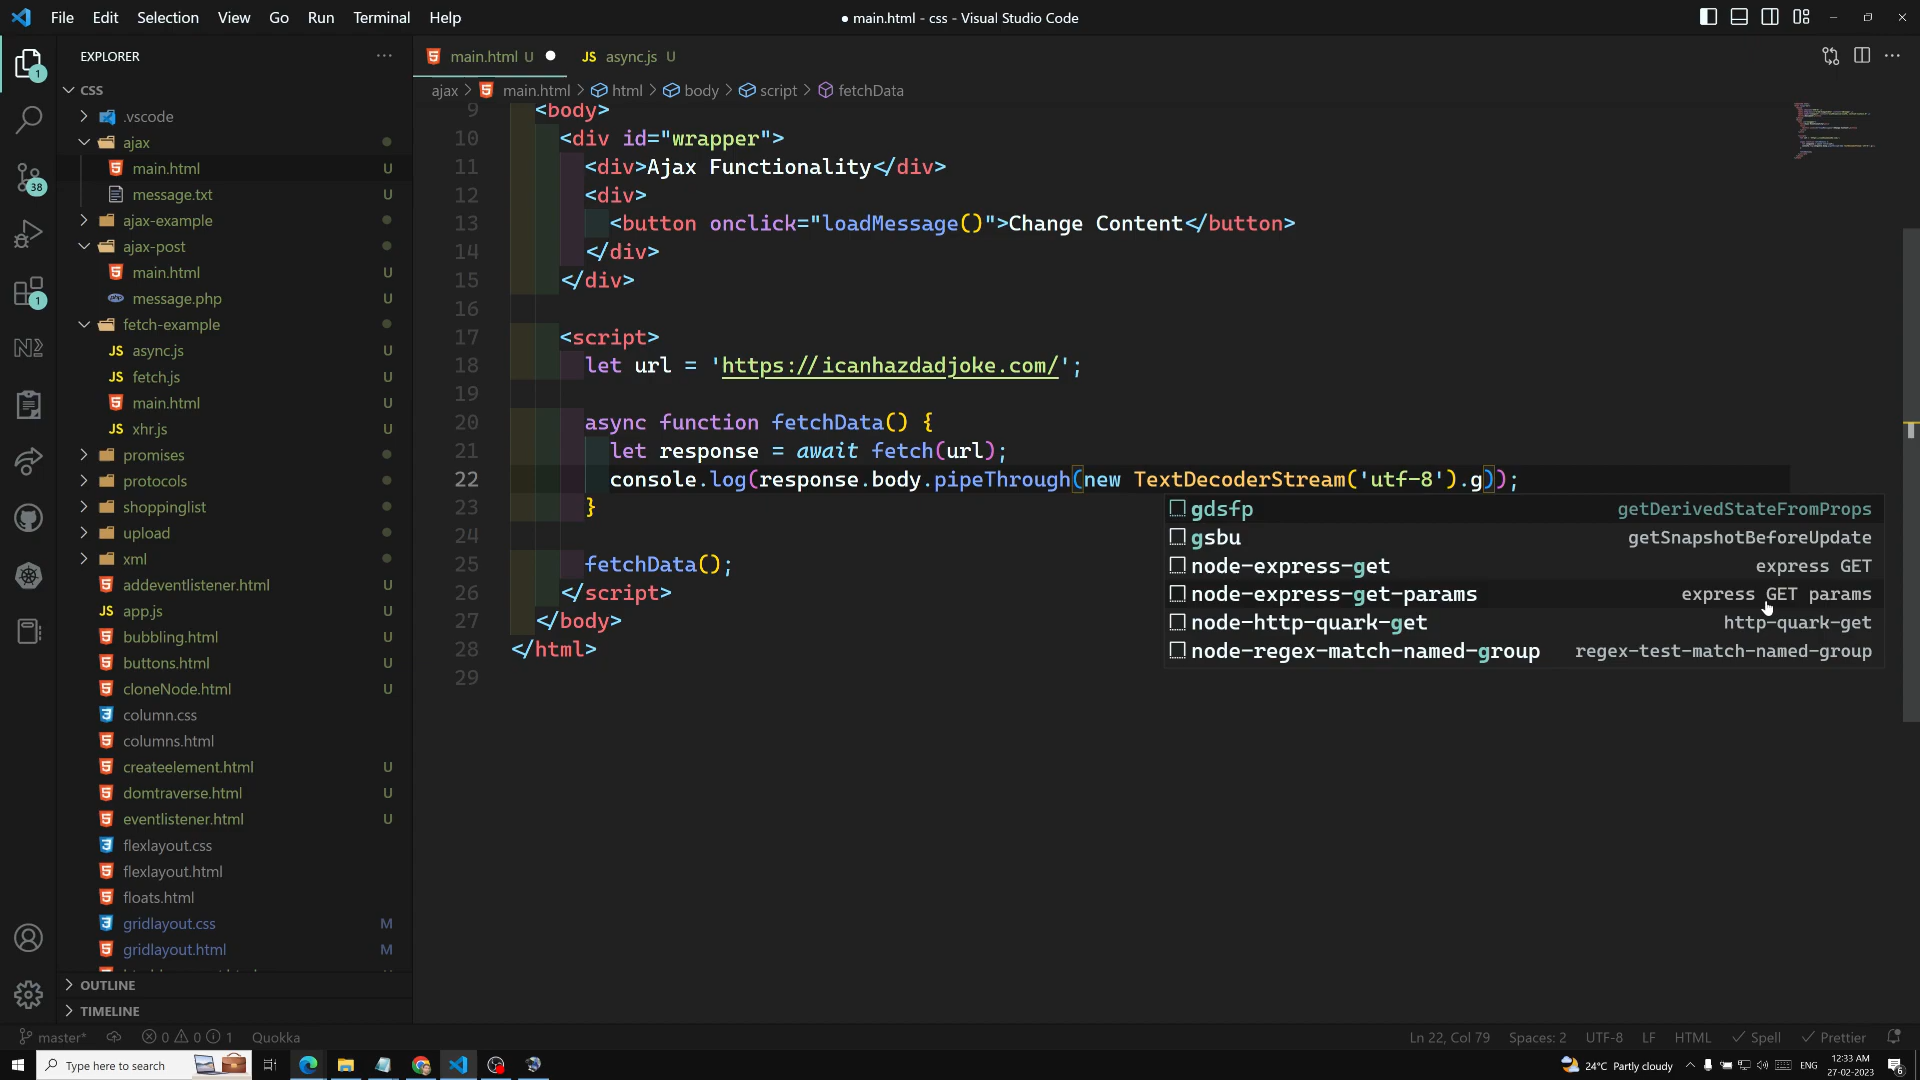 File Edit Selection View Go Run Terminal Help
● main.html - css - Visual Studio Code
EXPLORER
CSS
.vscode
ajax
main.html U
message.txt U
ajax-example
ajax-post
main.html U
message.php U
fetch-example
async.js U
fetch.js U
main.html U
xhr.js U
promises
protocols
shoppinglist
upload
xml
addeventlistener.html U
app.js U
bubbling.html U
buttons.html U
cloneNode.html U
column.css
columns.html
createelement.html U
domtraverse.html U
eventlistener.html U
flexlayout.css
flexlayout.html
floats.html
gridlayout.css M
gridlayout.html M
OUTLINE
TIMELINE
1
38
1
main.html U ● JS async.js U
ajax > main.html > html > body > script > fetchData
9 <body>
10 <div id="wrapper">
11 <div>Ajax Functionality</div>
12 <div>
13 <button onclick="loadMessage()">Change Content</button>
14 </div>
15 </div>
16
17 <script>
18 let url = 'https://icanhazdadjoke.com/';
19
20 async function fetchData() {
21 let response = await fetch(url);
22 console.log(response.body.pipeThrough(new TextDecoderStream('utf-8').g));
23 }
24
25 fetchData();
26 </script>
27 </body>
28 </html>
29
gdsfp getDerivedStateFromProps
gsbu getSnapshotBeforeUpdate
node-express-get express GET
node-express-get-params express GET params
node-http-quark-get http-quark-get
node-regex-match-named-group regex-test-match-named-group
master* 0 0 1 Quokka
Ln 22, Col 79 Spaces: 2 UTF-8 LF HTML Spell Prettier
Type here to search
24°C Partly cloudy ENG 12:33 AM
27-02-2023
6